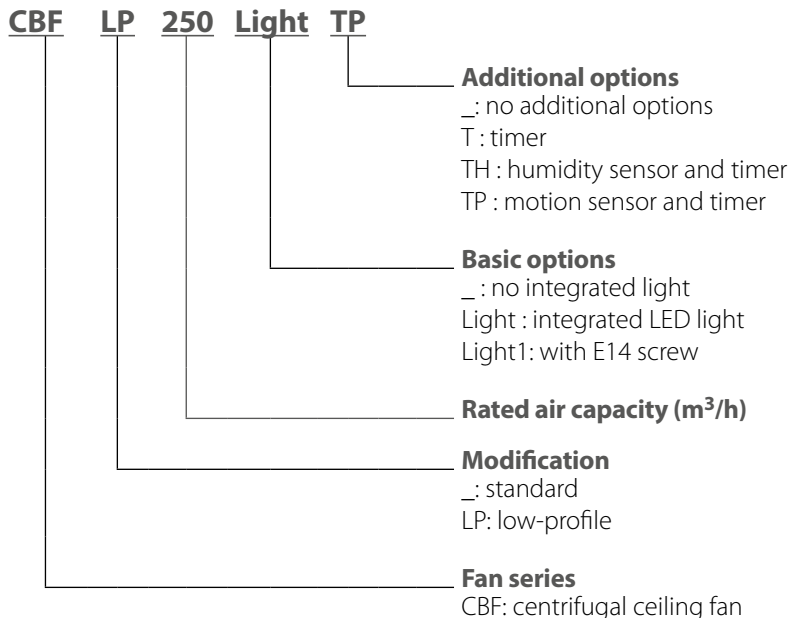 CBF LP 250 Light TP
Additional options
_: no additional options
T : timer
TH : humidity sensor and timer
TP : motion sensor and timer
Basic options
_ : no integrated light
Light : integrated LED light
Light1: with E14 screw
Rated air capacity (m³/h)
Modification
_: standard
LP: low-profile
Fan series
CBF: centrifugal ceiling fan